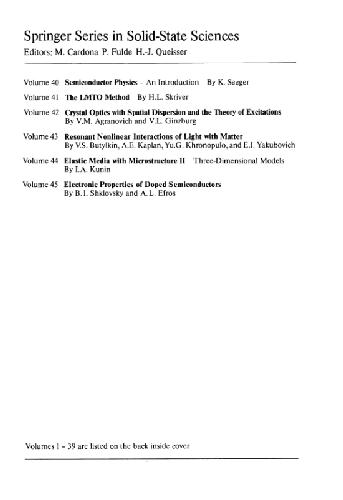 Springer Series in Solid-State Sciences
Editors: M. Cardona P. Fulde H.-J. Queisser
Volume 40 Semiconductor Physics – An Introduction By K. Seeger
Volume 41 The LMTO Method By H.L. Skriver
Volume 42 Crystal Optics with Spatial Dispersion and the Theory of Excitations
By V.M. Agranovich and V.L. Ginzburg
Volume 43 Resonant Nonlinear Interactions of Light with Matter
By V.S. Butylkin, A.E. Kaplan, Yu.G. Khronopulo, and E.I. Yakubovich
Volume 44 Elastic Media with Microstructure II Three-Dimensional Models
By I.A. Kunin
Volume 45 Electronic Properties of Doped Semiconductors
By B.I. Shklovsky and A.L. Efros
Volumes 1 – 39 are listed on the back inside cover